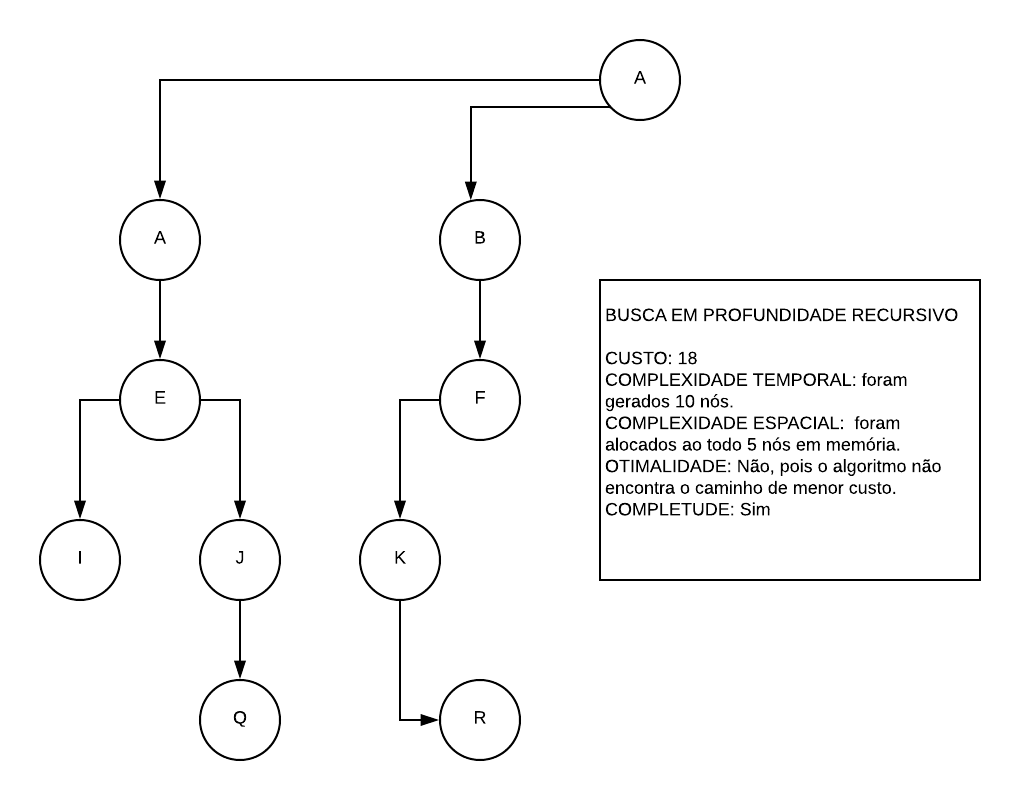 A
A
B
BUSCA EM PROFUNDIDADE RECURSIVO
CUSTO: 18
COMPLEXIDADE TEMPORAL: foram
gerados 10 nós.
COMPLEXIDADE ESPACIAL: foram
alocados ao todo 5 nós em memória.
OTIMALIDADE: Não, pois o algoritmo não
encontra o caminho de menor custo.
COMPLETUDE: Sim
E
F
I
J
K
Q
R